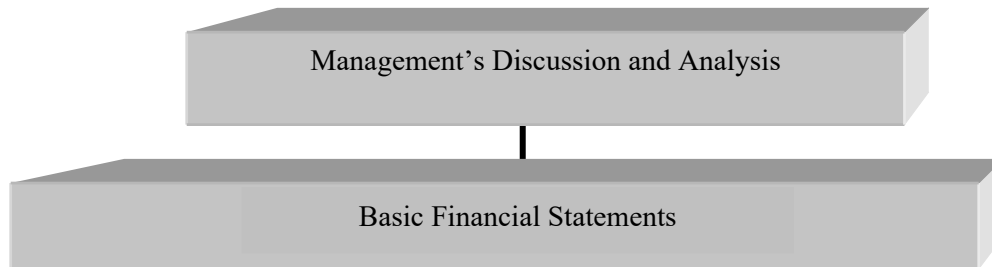 Management’s Discussion and Analysis
Basic Financial Statements